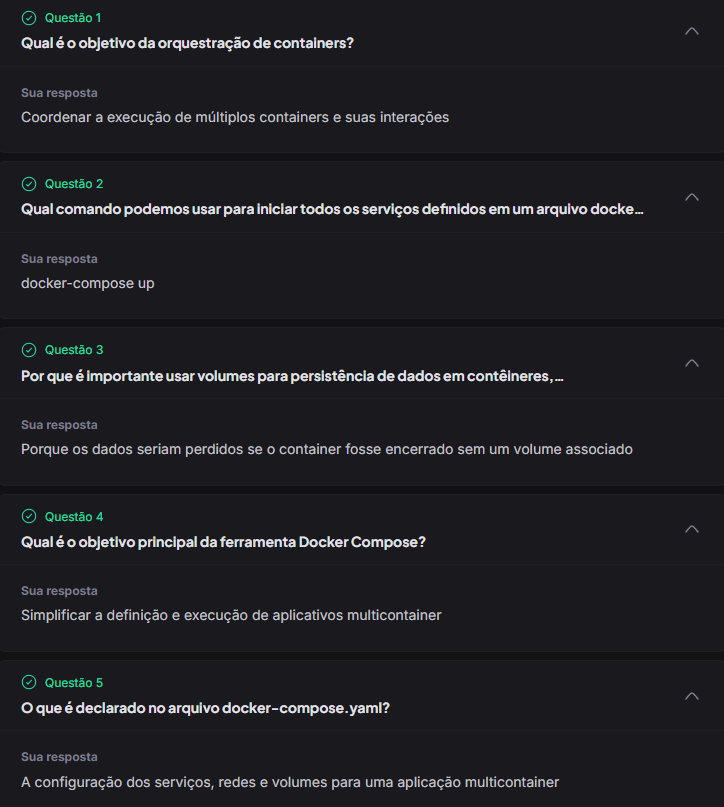 Questão 1
Qual é o objetivo da orquestração de containers?
Sua resposta
Coordenar a execução de múltiplos containers e suas interações
Questão 2
Qual comando podemos usar para iniciar todos os serviços definidos em um arquivo docke...
Sua resposta
docker-compose up
Questão 3
Por que é importante usar volumes para persistência de dados em contêineres,...
Sua resposta
Porque os dados seriam perdidos se o container fosse encerrado sem um volume associado
Questão 4
Qual é o objetivo principal da ferramenta Docker Compose?
Sua resposta
Simplificar a definição e execução de aplicativos multicontainer
Questão 5
O que é declarado no arquivo docker-compose.yaml?
Sua resposta
A configuração dos serviços, redes e volumes para uma aplicação multicontainer